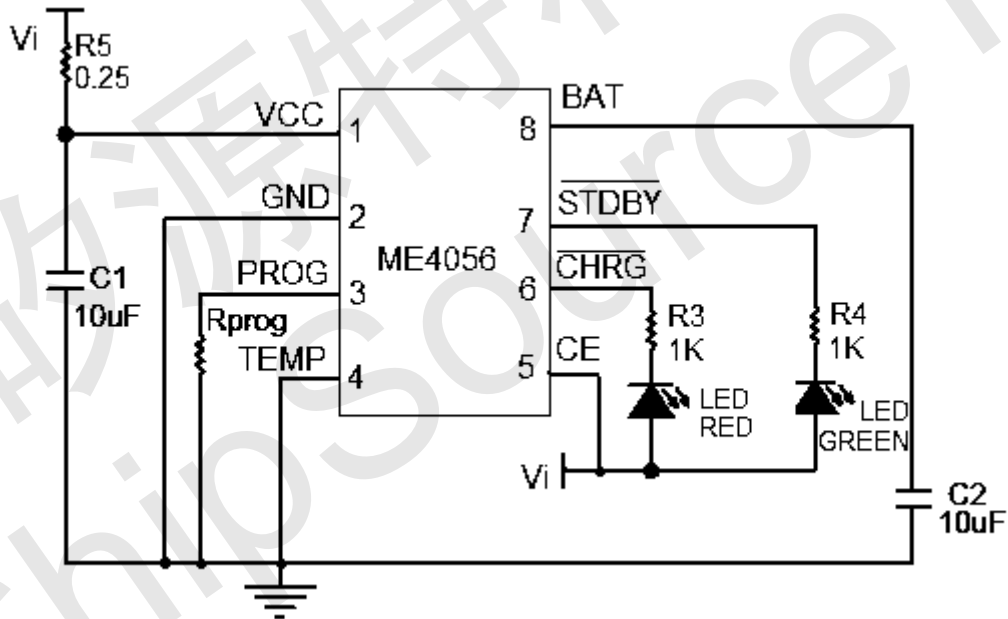 Vi
R5
0.25
VCC
1
BAT
8
GND
2
STDBY
7
ME4056
PROG
3
CHRG
6
C1
10uF
Rprog
R3
1K
R4
1K
TEMP
4
CE
5
LED
RED
LED
GREEN
Vi
C2
10uF